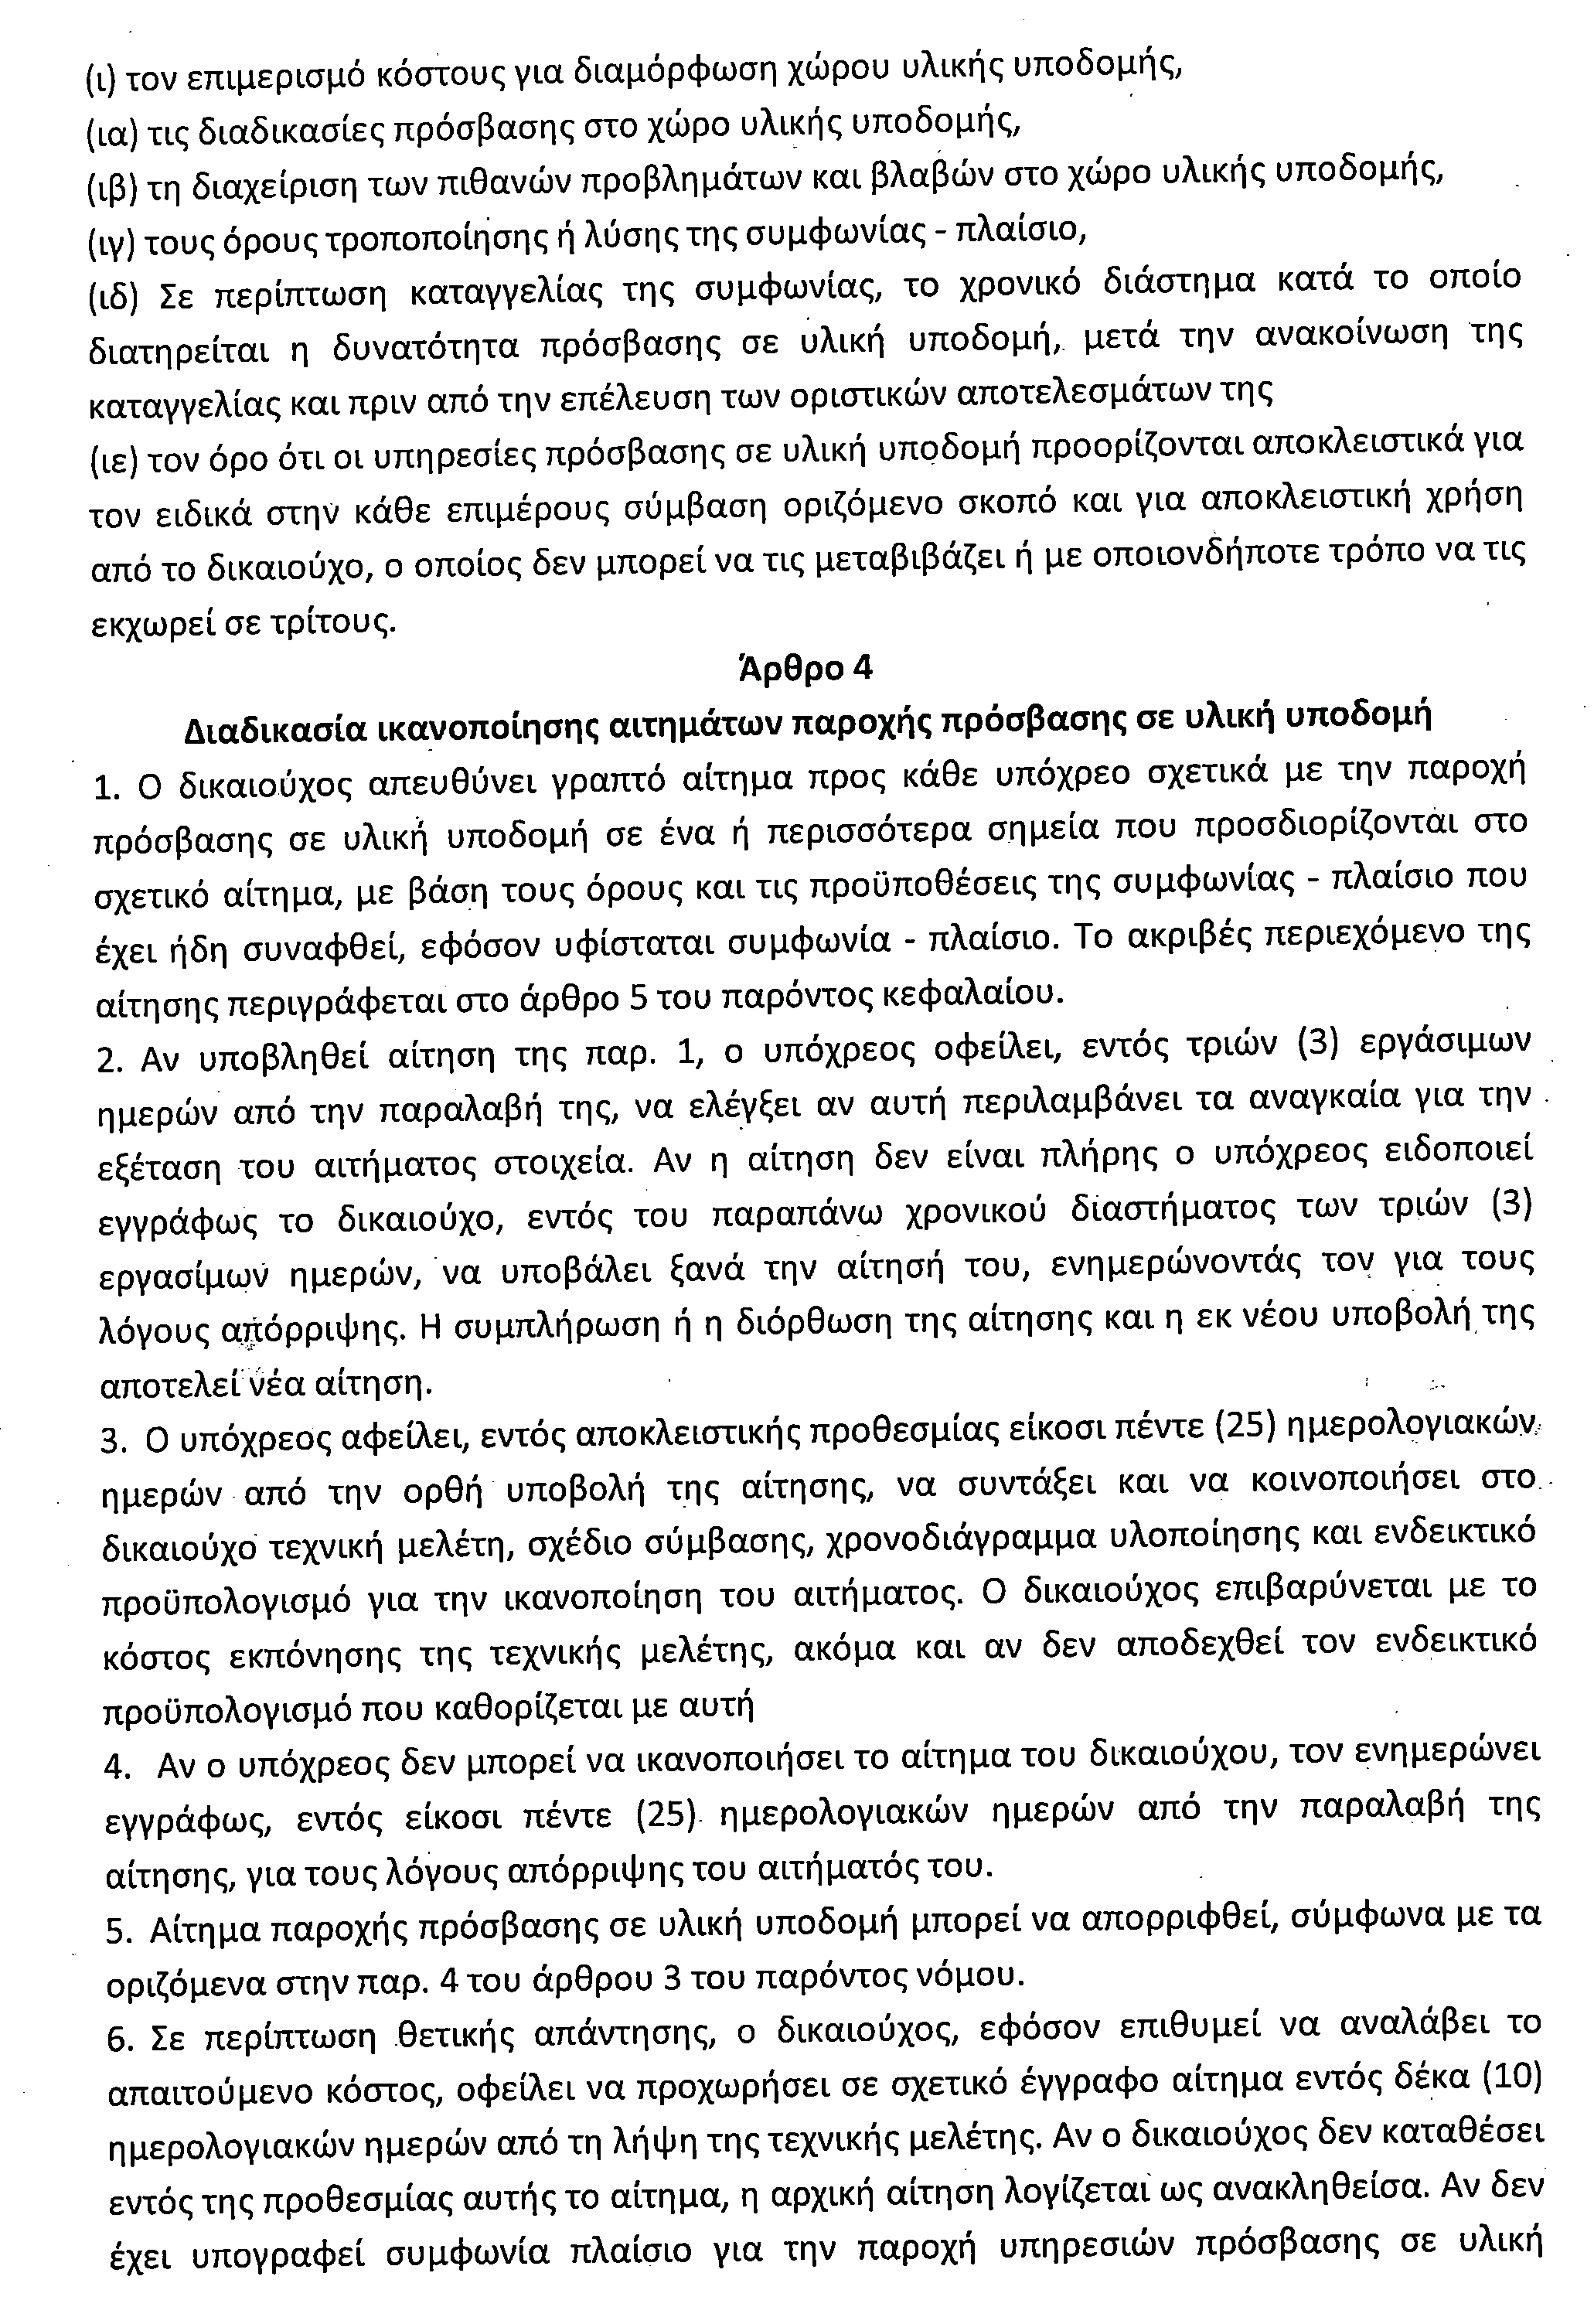 (ι) τον επιμερισμό κόστους για διαμόρφωση χώρου υλικής υποδομής,
(ια) τις διαδικασίες πρόσβασης στο χώρο υλικής υποδομής,
(ιβ) τη διαχείριση των πιθανών προβλημάτων και βλαβών στο χώρο υλικής υποδομής,
(ιγ) τους όρους τροποποίησης ή λύσης της συμφωνίας - πλαίσιο,
(ιδ) Σε περίπτωση καταγγελίας της συμφωνίας, το χρονικό διάστημα κατά το οποίο
διατηρείται η δυνατότητα πρόσβασης σε υλική υποδομή, μετά την ανακοίνωση της
καταγγελίας και πριν από την επέλευση των οριστικών αποτελεσμάτων της
(ιε) τον όρο ότι οι υπηρεσίες πρόσβασης σε υλική υποδομή προορίζονται αποκλειστικά για
τον ειδικά στην κάθε επιμέρους σύμβαση οριζόμενο σκοπό και για αποκλειστική χρήση
από το δικαιούχο, ο οποίος δεν μπορεί να τις μεταβιβάζει ή με οποιονδήποτε τρόπο να τις
εκχωρεί σε τρίτους.
Άρθρο 4
Διαδικασία ικανοποίησης αιτημάτων παροχής πρόσβασης σε υλική υποδομή
1. Ο δικαιούχος απευθύνει γραπτό αίτημα προς κάθε υπόχρεο σχετικά με την παροχή
πρόσβασης σε υλική υποδομή σε ένα ή περισσότερα σημεία που προσδιορίζονται στο
σχετικό αίτημα, με βάση τους όρους και τις προϋποθέσεις της συμφωνίας - πλαίσιο που
έχει ήδη συναφθεί, εφόσον υφίσταται συμφωνία - πλαίσιο. Το ακριβές περιεχόμενο της
αίτησης περιγράφεται στο άρθρο 5 του παρόντος κεφαλαίου.
2. Αν υποβληθεί αίτηση της παρ. 1, ο υπόχρεος οφείλει, εντός τριών (3) εργάσιμων
ημερών από την παραλαβή της, να ελέγξει αν αυτή περιλαμβάνει τα αναγκαία για την
εξέταση του αιτήματος στοιχεία. Αν η αίτηση δεν είναι πλήρης ο υπόχρεος ειδοποιεί
εγγράφως το δικαιούχο, εντός του παραπάνω χρονικού διαστήματος των τριών (3)
εργασίμων ημερών, να υποβάλει ξανά την αίτησή του, ενημερώνοντάς τον για τους
λόγους απόρριψης. Η συμπλήρωση ή η διόρθωση της αίτησης και η εκ νέου υποβολή της
αποτελεί νέα αίτηση.
3. Ο υπόχρεος αφείλει, εντός αποκλειστικής προθεσμίας είκοσι πέντε (25) ημερολογιακών
ημερών από την ορθή υποβολή της αίτησης, να συντάξει και να κοινοποιήσει στο
δικαιούχο τεχνική μελέτη, σχέδιο σύμβασης, χρονοδιάγραμμα υλοποίησης και ενδεικτικό
προϋπολογισμό για την ικανοποίηση του αιτήματος. Ο δικαιούχος επιβαρύνεται με το
κόστος εκπόνησης της τεχνικής μελέτης, ακόμα και αν δεν αποδεχθεί τον ενδεικτικό
προϋπολογισμό που καθορίζεται με αυτή
4. Αν ο υπόχρεος δεν μπορεί να ικανοποιήσει το αίτημα του δικαιούχου, τον ενημερώνει
εγγράφως, εντός είκοσι πέντε (25) ημερολογιακών ημερών από την παραλαβή της
αίτησης, για τους λόγους απόρριψης του αιτήματός του.
5. Αίτημα παροχής πρόσβασης σε υλική υποδομή μπορεί να απορριφθεί, σύμφωνα με τα
οριζόμενα στην παρ. 4 του άρθρου 3 του παρόντος νόμου.
6. Σε περίπτωση θετικής απάντησης, ο δικαιούχος, εφόσον επιθυμεί να αναλάβει το
απαιτούμενο κόστος, οφείλει να προχωρήσει σε σχετικό έγγραφο αίτημα εντός δέκα (10)
ημερολογιακών ημερών από τη λήψη της τεχνικής μελέτης. Αν ο δικαιούχος δεν καταθέσει
εντός της προθεσμίας αυτής το αίτημα, η αρχική αίτηση λογίζεται ως ανακληθείσα. Αν δεν
έχει υπογραφεί συμφωνία πλαίσιο για την παροχή υπηρεσιών πρόσβασης σε υλική